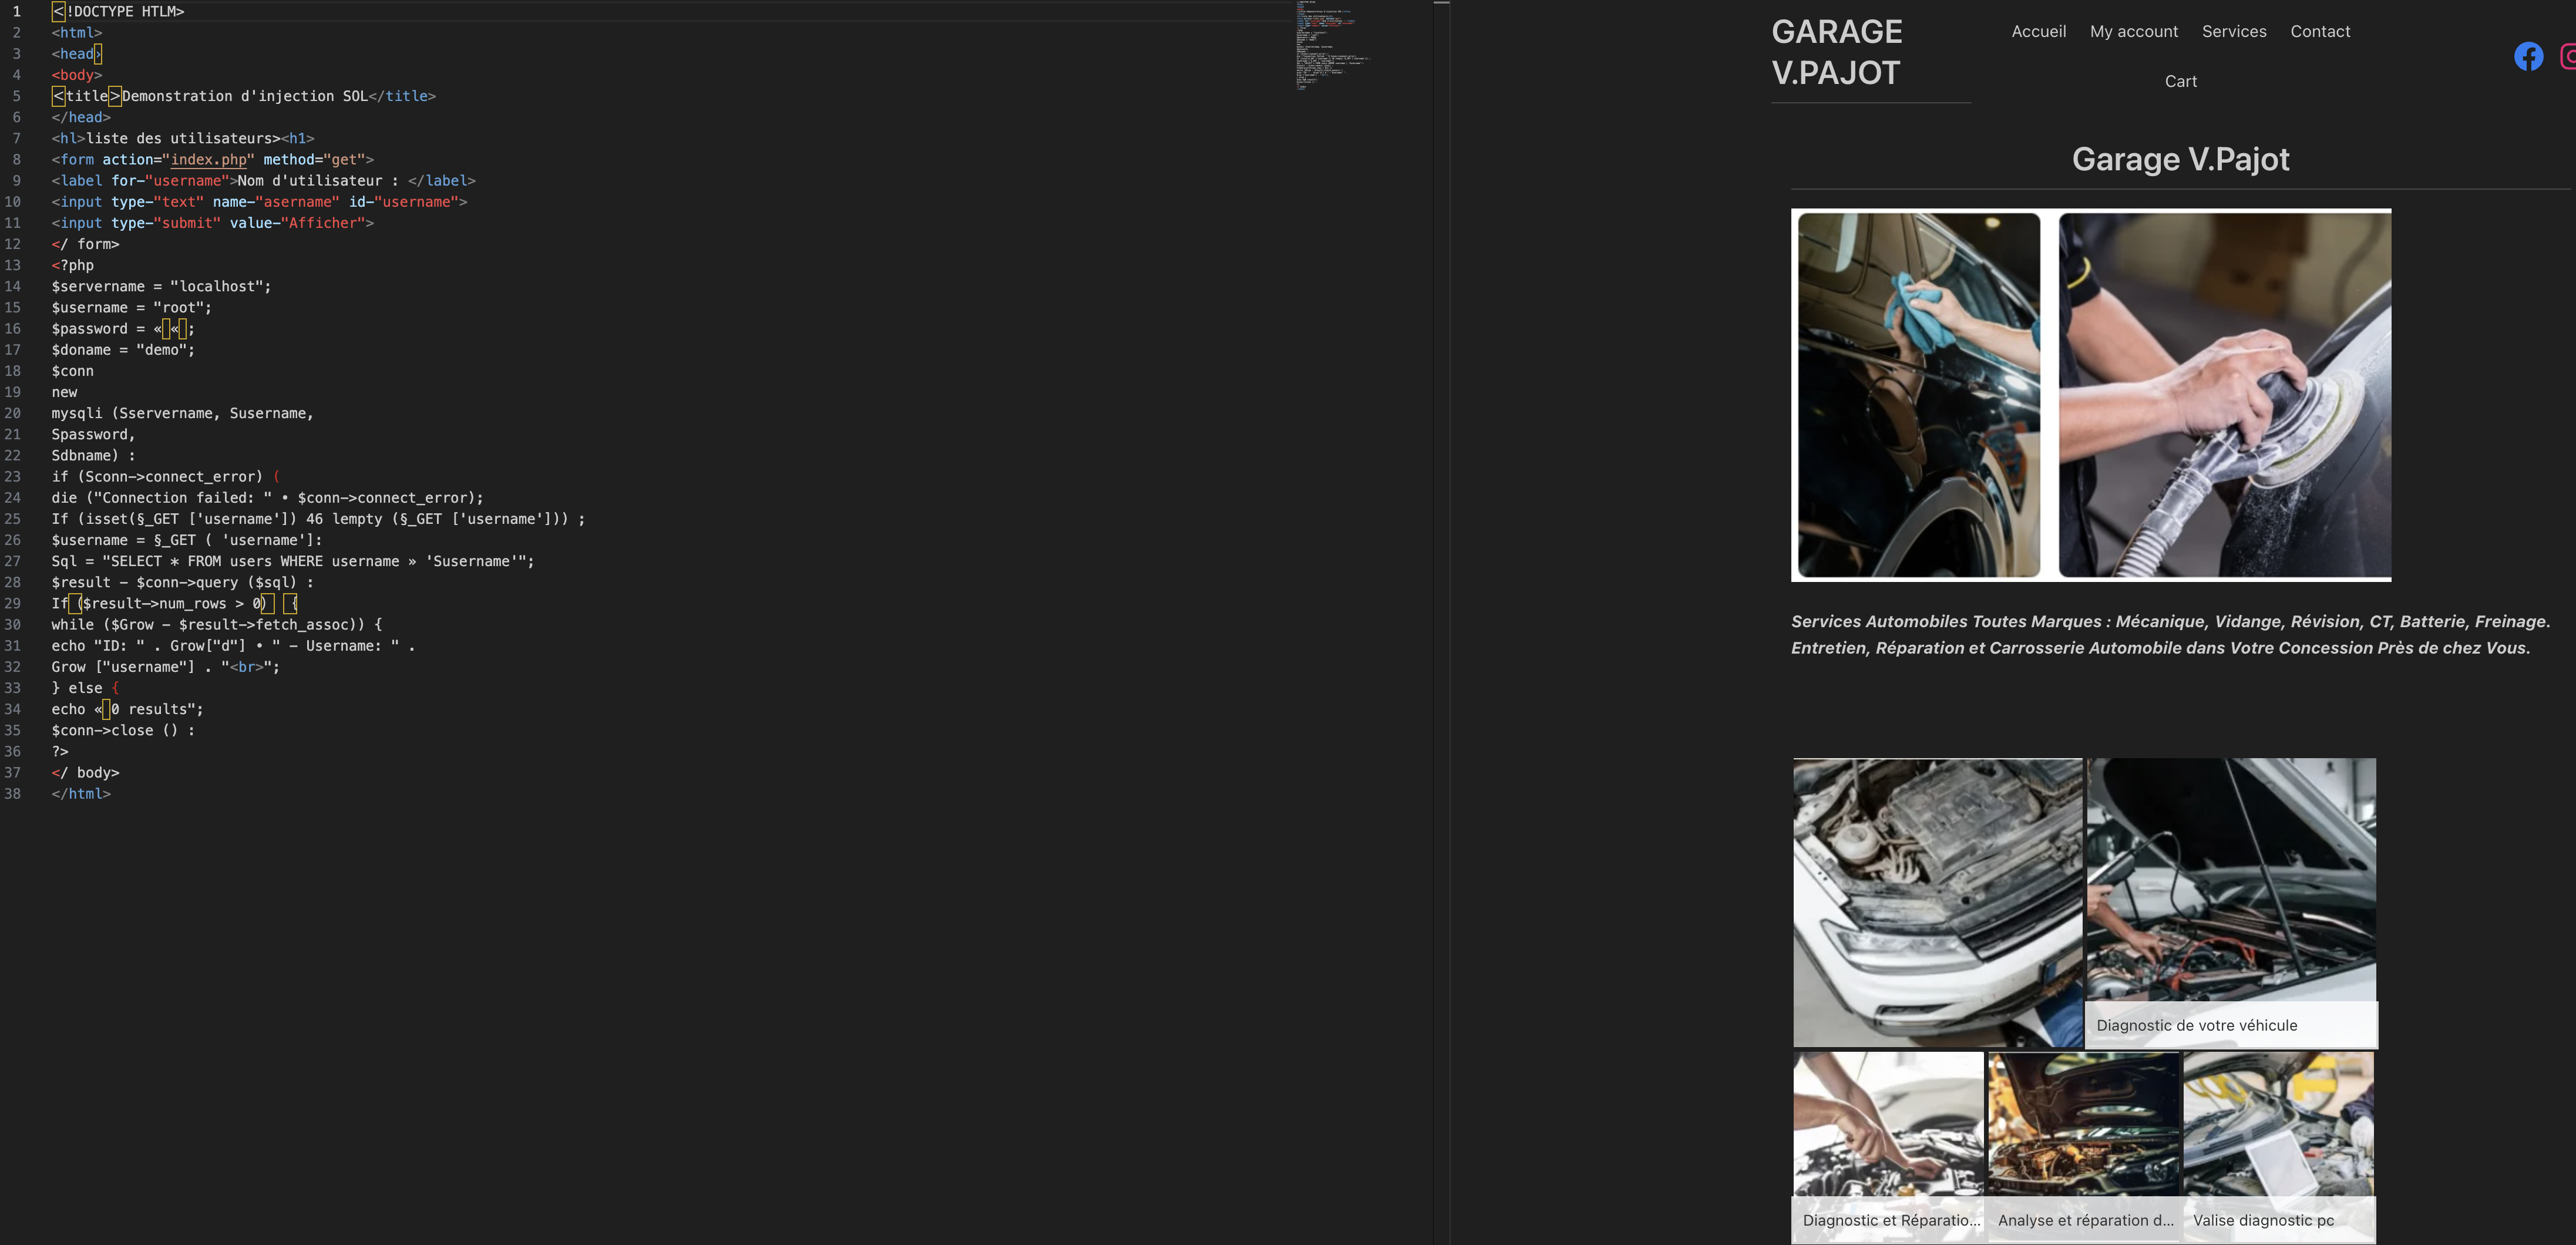 1 <!DOCTYPE HTLM>
2 <html>
3 <head>
4 <body>
5 <title>Demonstration d'injection SOL</title>
6 </head>
7 <hl>liste des utilisateurs><h1>
8 <form action="index.php" method="get">
9 <label for-"username">Nom d'utilisateur : </label>
10 <input type-"text" name-"asername" id-"username">
11 <input type-"submit" value-"Afficher">
12 </ form>
13 <?php
14 $servername = "localhost";
15 $username = "root";
16 $password = « « ;
17 $doname = "demo";
18 $conn
19 new
20 mysqli (Sservername, Susername,
21 Spassword,
22 Sdbname) :
23 if (Sconn->connect_error) (
24 die ("Connection failed: " • $conn->connect_error);
25 If (isset(§_GET ['username']) 46 lempty (§_GET ['username'])) ;
26 $username = §_GET ( 'username']:
27 Sql = "SELECT * FROM users WHERE username » 'Susername'";
28 $result - $conn->query ($sql) :
29 If ($result—>num_rows > 0) {
30 while ($Grow - $result->fetch_assoc)) {
31 echo "ID: " . Grow["d"] • " - Username: " .
32 Grow ["username"] . "<br>";
33 } else {
34 echo « 0 results";
35 $conn->close () :
36 ?>
37 </ body>
38 </html>
GARAGE
V.PAJOT
Accueil My account Services Contact
Cart
Garage V.Pajot
Services Automobiles Toutes Marques : Mécanique, Vidange, Révision, CT, Batterie, Freinage.
Entretien, Réparation et Carrosserie Automobile dans Votre Concession Près de chez Vous.
Diagnostic de votre véhicule
Diagnostic et Réparatio...
Analyse et réparation d...
Valise diagnostic pc